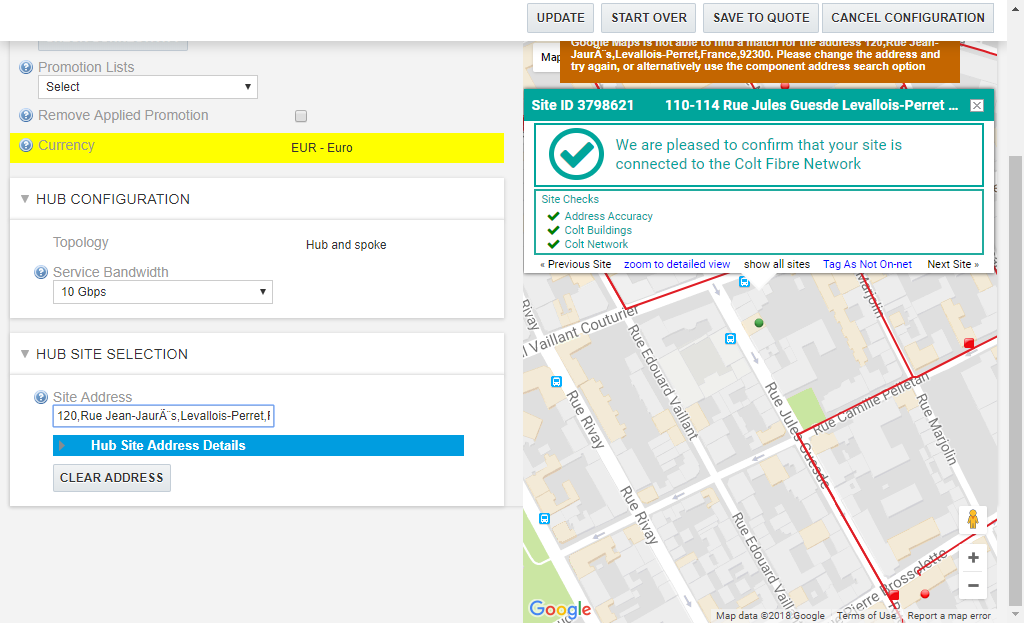 UPDATE
START OVER
SAVE TO QUOTE
CANCEL CONFIGURATION
Promotion Lists
Select
Remove Applied Promotion
Currency
EUR - Euro
HUB CONFIGURATION
Topology
Hub and spoke
Service Bandwidth
10 Gbps
HUB SITE SELECTION
Site Address
120,Rue Jean-JaurÃ¨s,Levallois-Perret,F
Hub Site Address Details
CLEAR ADDRESS
Map
Google Maps is not able to find a match for the address 120,Rue Jean-
JaurÃ¨s,Levallois-Perret,France,92300. Please change the address and
try again, or alternatively use the component address search option
Site ID 3798621
110-114 Rue Jules Guesde Levallois-Perret ...
We are pleased to confirm that your site is
connected to the Colt Fibre Network
Site Checks
Address Accuracy
Colt Buildings
Colt Network
« Previous Site
zoom to detailed view
show all sites
Tag As Not On-net
Next Site »
Rivay
Marjolin
l Vaillant Couturier
Rue Edouard Vaillant
Rue Jules Guesde
Rue Camille Pelletan
Rue Rivay
Rue Marjolin
Rue Rivay
Rue Edouard Vaillant
Pierre Brossolette
+
−
Google
Map data ©2018 Google
Terms of Use
Report a map error